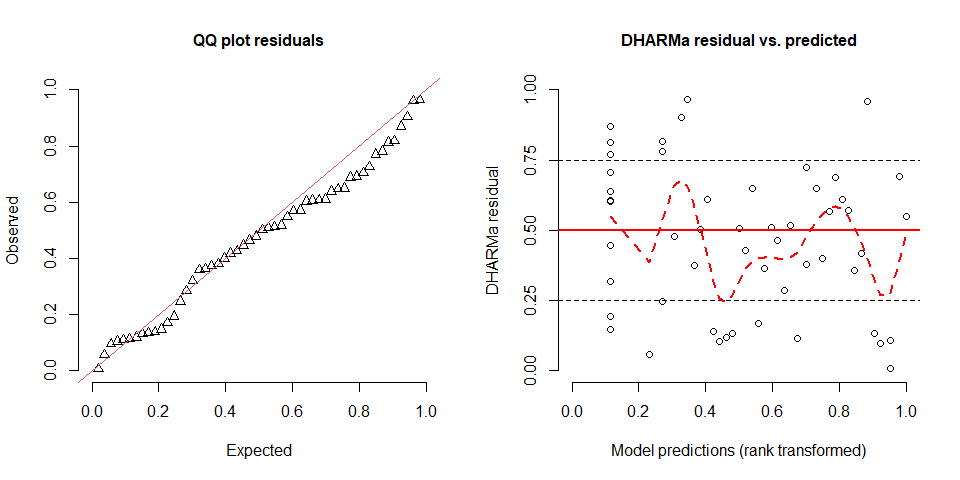 QQ plot residuals
Observed
0.0 0.2 0.4 0.6 0.8 1.0
0.0 0.2 0.4 0.6 0.8 1.0
Expected
DHARMa residual vs. predicted
DHARMa residual
0.00 0.25 0.50 0.75 1.00
0.0 0.2 0.4 0.6 0.8 1.0
Model predictions (rank transformed)